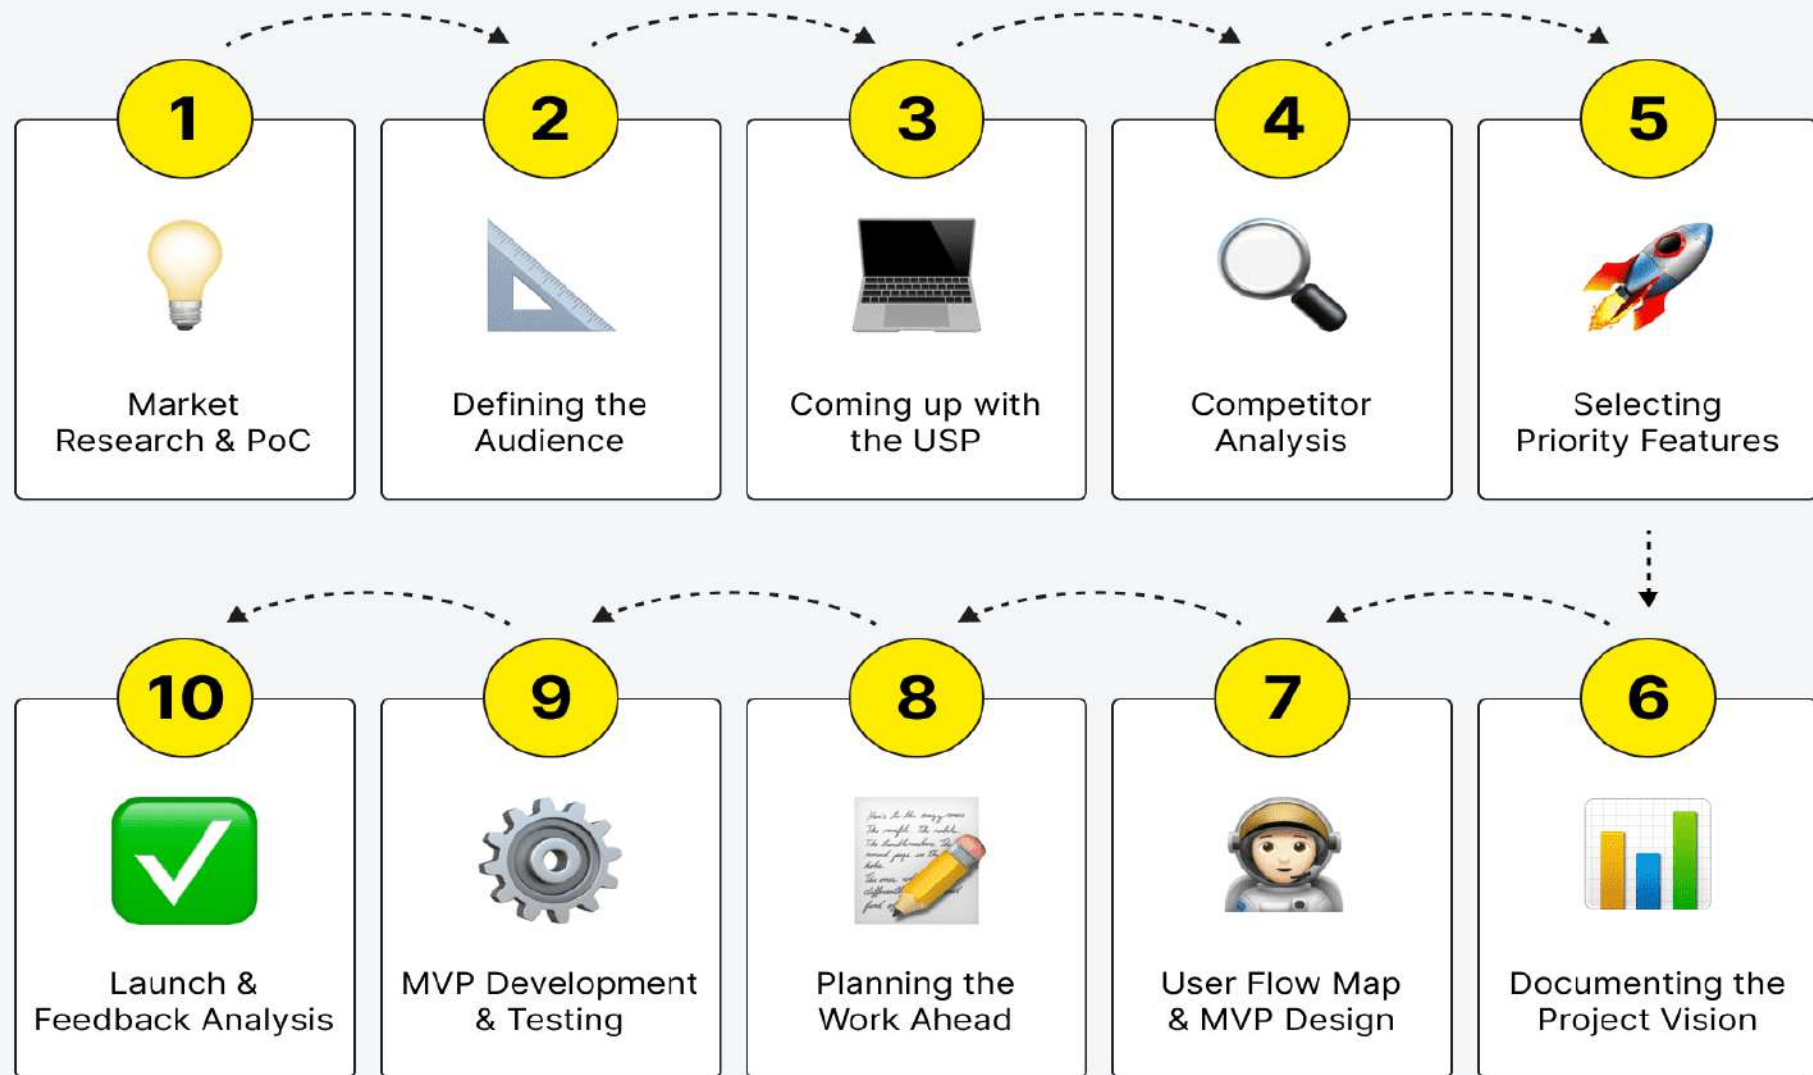 1
Market
Research & PoC
2
Defining the
Audience
3
Coming up with
the USP
4
Competitor
Analysis
5
Selecting
Priority Features
6
Documenting the
Project Vision
7
User Flow Map
& MVP Design
8
Planning the
Work Ahead
9
MVP Development
& Testing
10
Launch &
Feedback Analysis